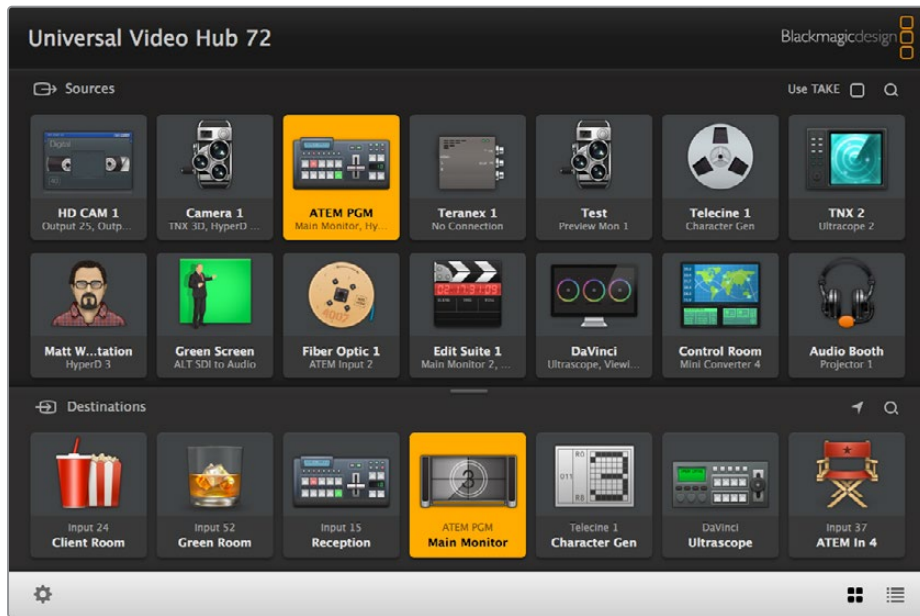 Universal Video Hub 72
Blackmagicdesign
Sources
Use TAKE
HD CAM 1
Output 25, Outp...
Camera 1
TNX 3D, HyperD ...
ATEM PGM
Main Monitor, Hy...
Teranex 1
No Connection
Test
Preview Mon 1
Telecine 1
Character Gen
TNX 2
Ultracope 2
Matt W...tation
HyperD 3
Green Screen
ALT SDI to Audio
4007
Fiber Optic 1
ATEM Input 2
Edit Suite 1
Main Monitor 2, ...
DaVinci
Ultrascope, Viewi...
Control Room
Mini Converter 4
Audio Booth
Projector 1
Destinations
Input 24
Client Room
Input 52
Green Room
Input 15
Reception
3
ATEM PGM
Main Monitor
R0
O11
R8
Telecine 1
Character Gen
DaVinci
Ultrascope
Input 37
ATEM In 4